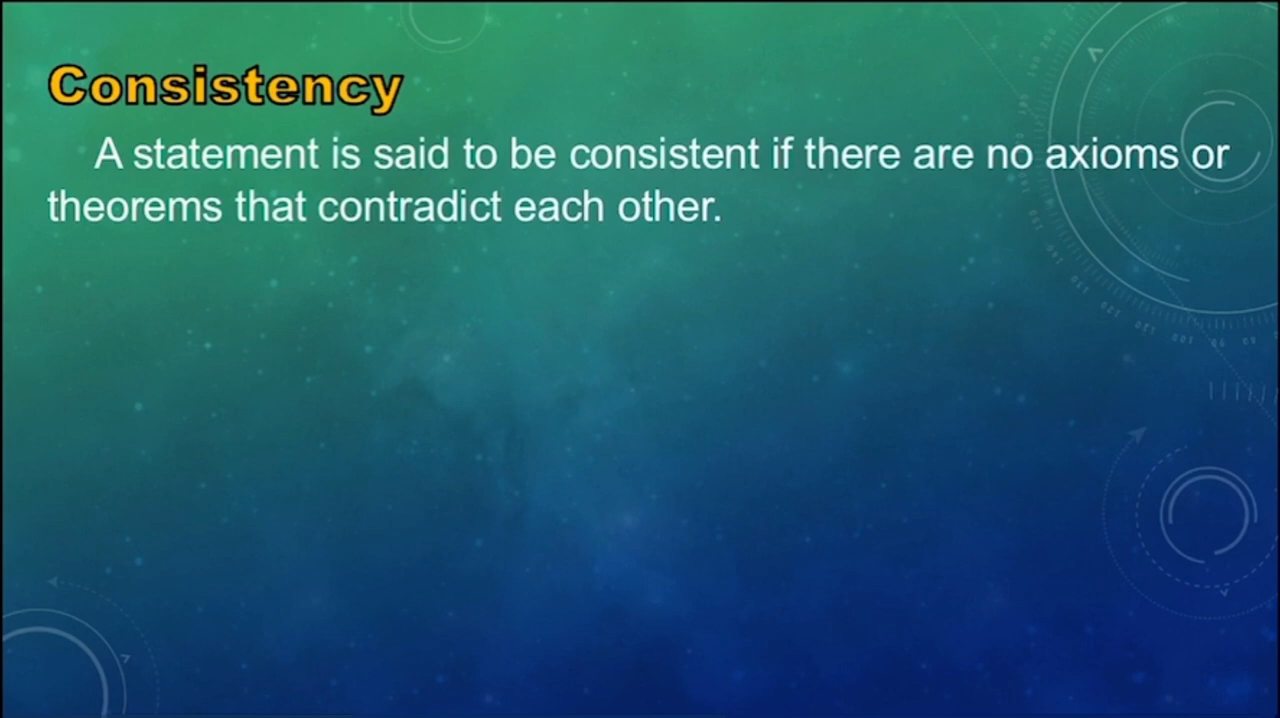 Consistency
A statement is said to be consistent if there are no axioms or
theorems that contradict each other.